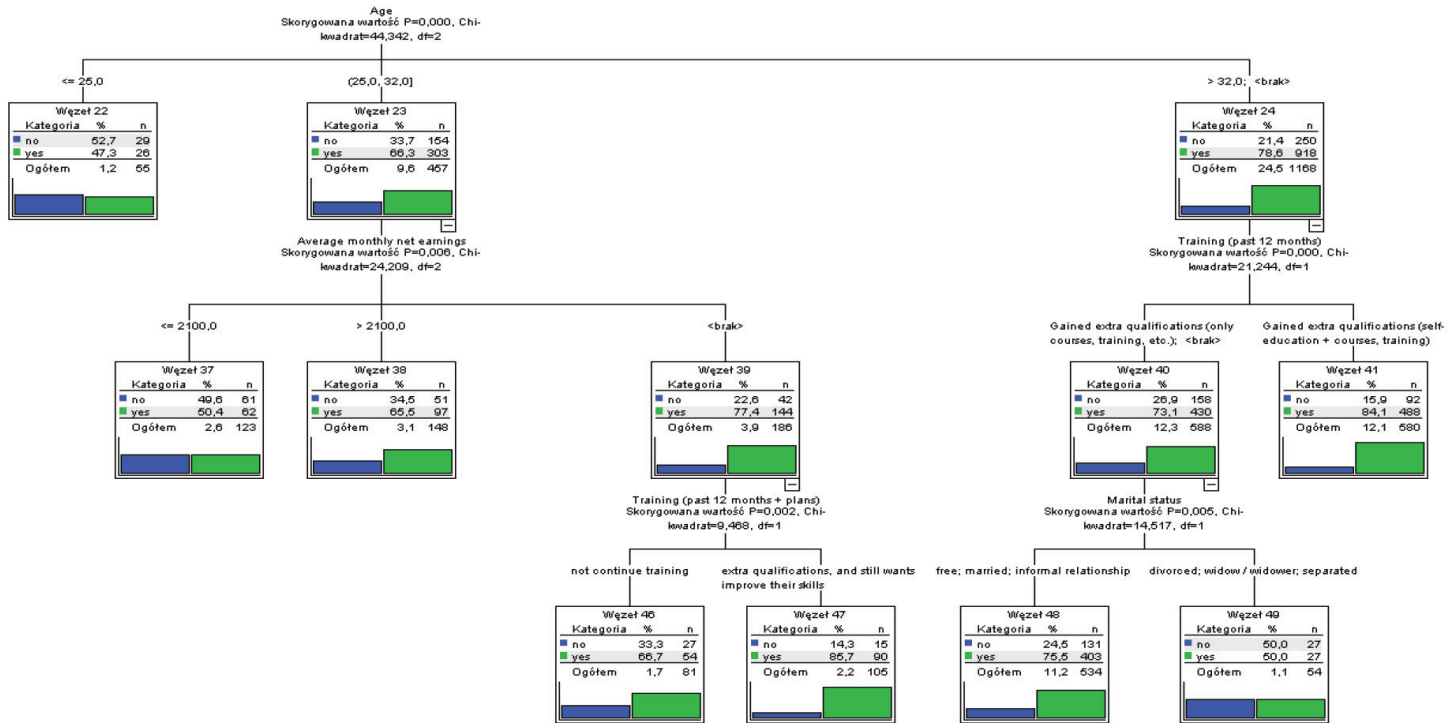 Age
Skorygowana wartość P=0,000, Chi-
kwadrat=44,342, df=2
<= 25,0
(25,0, 32,0]
> 32,0; <brak>
Węzeł 22
Kategoria % n
no 52,7 29
yes 47,3 26
Ogółem 1,2 55
Węzeł 23
Kategoria % n
no 33,7 154
yes 66,3 303
Ogółem 9,6 457
Węzeł 24
Kategoria % n
no 21,4 250
yes 78,6 918
Ogółem 24,5 1168
Average monthly net earnings
Skorygowana wartość P=0,006, Chi-
kwadrat=24,209, df=2
Training (past 12 months)
Skorygowana wartość P=0,000, Chi-
kwadrat=21,244, df=1
<= 2100,0
> 2100,0
<brak>
Gained extra qualifications (only
courses, training, etc.); <brak>
Gained extra qualifications (self-
education + courses, training)
Węzeł 37
Kategoria % n
no 49,6 61
yes 50,4 62
Ogółem 2,6 123
Węzeł 38
Kategoria % n
no 34,5 51
yes 65,5 97
Ogółem 3,1 148
Węzeł 39
Kategoria % n
no 22,6 42
yes 77,4 144
Ogółem 3,9 186
Węzeł 40
Kategoria % n
no 26,9 158
yes 73,1 430
Ogółem 12,3 588
Węzeł 41
Kategoria % n
no 15,9 92
yes 84,1 488
Ogółem 12,1 580
Training (past 12 months + plans)
Skorygowana wartość P=0,002, Chi-
kwadrat=9,468, df=1
Marital status
Skorygowana wartość P=0,005, Chi-
kwadrat=14,517, df=1
not continue training
extra qualifications, and still wants
improve their skills
free; married; informal relationship
divorced; widow / widower; separated
Węzeł 46
Kategoria % n
no 33,3 27
yes 66,7 54
Ogółem 1,7 81
Węzeł 47
Kategoria % n
no 14,3 15
yes 85,7 90
Ogółem 2,2 105
Węzeł 48
Kategoria % n
no 24,5 131
yes 75,5 403
Ogółem 11,2 534
Węzeł 49
Kategoria % n
no 50,0 27
yes 50,0 27
Ogółem 1,1 54